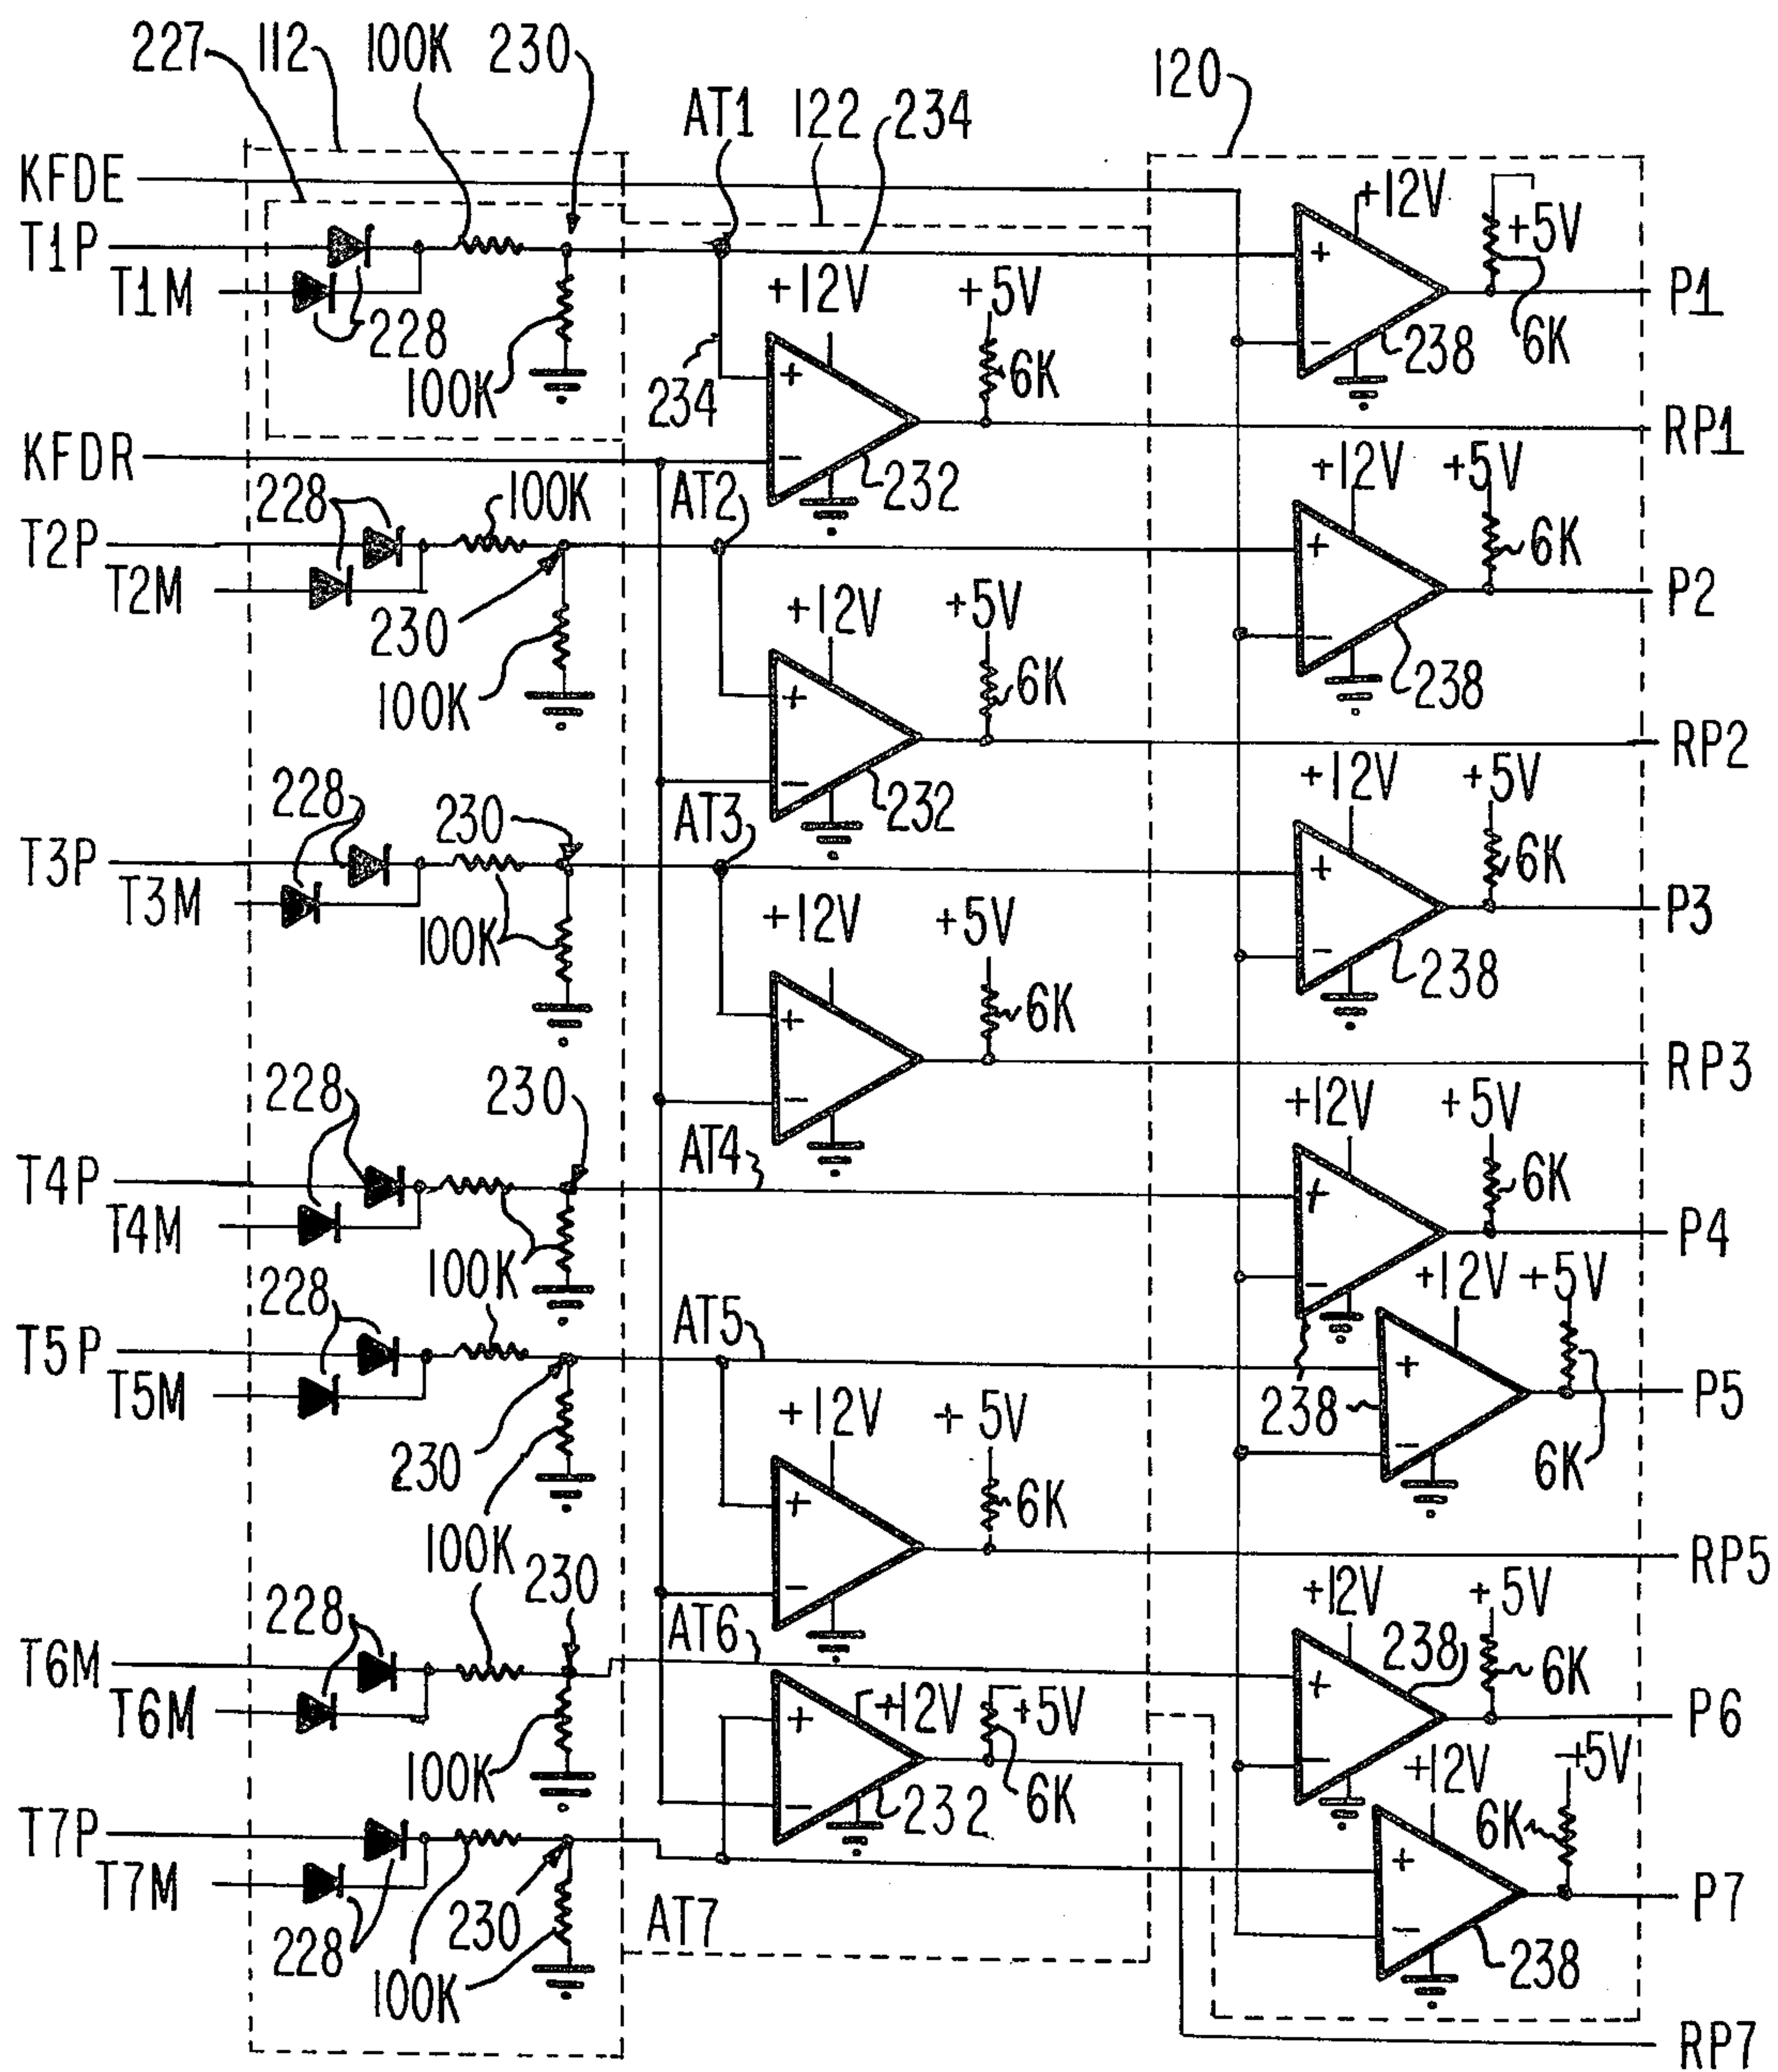 227 112 100K 230
120
AT1 122 234
KFDE
+12V
+5V
T1P
T1M
+12V
+5V
P1
228
238
6K
100K
234
+
-
6K
+
-
KFDR
RP1
232
+12V
+5V
228
100K
AT2
T2P
+
6K
T2M
P2
230
+12V
+5V
-
238
100K
+
6K
RP2
-
232
+12V
+5V
228
230
AT3
T3P
+
6K
T3M
+12V
+5V
P3
100K
-
238
+
6K
RP3
-
228
230
+12V
+5V
AT4
T4P
+
6K
T4M
P4
100K
-
+12V
+5V
228
AT5
T5P
+
T5M
P5
+12V
+5V
238
238
230
-
6K
+
6K
100K
RP5
230
-
+12V
+5V
228
AT6
238
T6M
+
6K
T6M
+12V
+5V
P6
+
-
+12V
+5V
100K
6K
-
232
6K
T7P
+
T7M
P7
AT7
230
-
228
238
100K
RP7